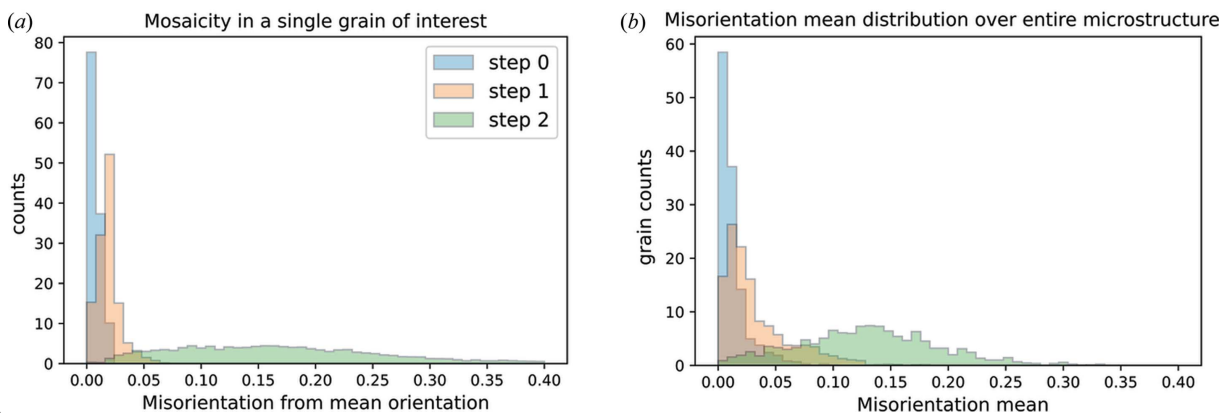 (a)
Mosaicity in a single grain of interest
80
70
60
50
40
30
20
10
0
counts
step 0
step 1
step 2
0.00 0.05 0.10 0.15 0.20 0.25 0.30 0.35 0.40
Misorientation from mean orientation
(b)
Misorientation mean distribution over entire microstructure
60
50
40
30
20
10
0
grain counts
0.00 0.05 0.10 0.15 0.20 0.25 0.30 0.35 0.40
Misorientation mean